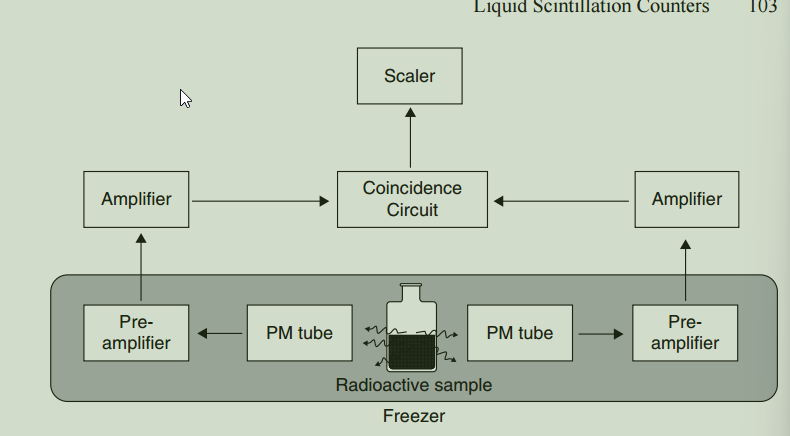 Liquid Scintillation Counters 103
Scaler
Amplifier
Coincidence
Circuit
Amplifier
Pre-
amplifier
PM tube
PM tube
Pre-
amplifier
Radioactive sample
Freezer